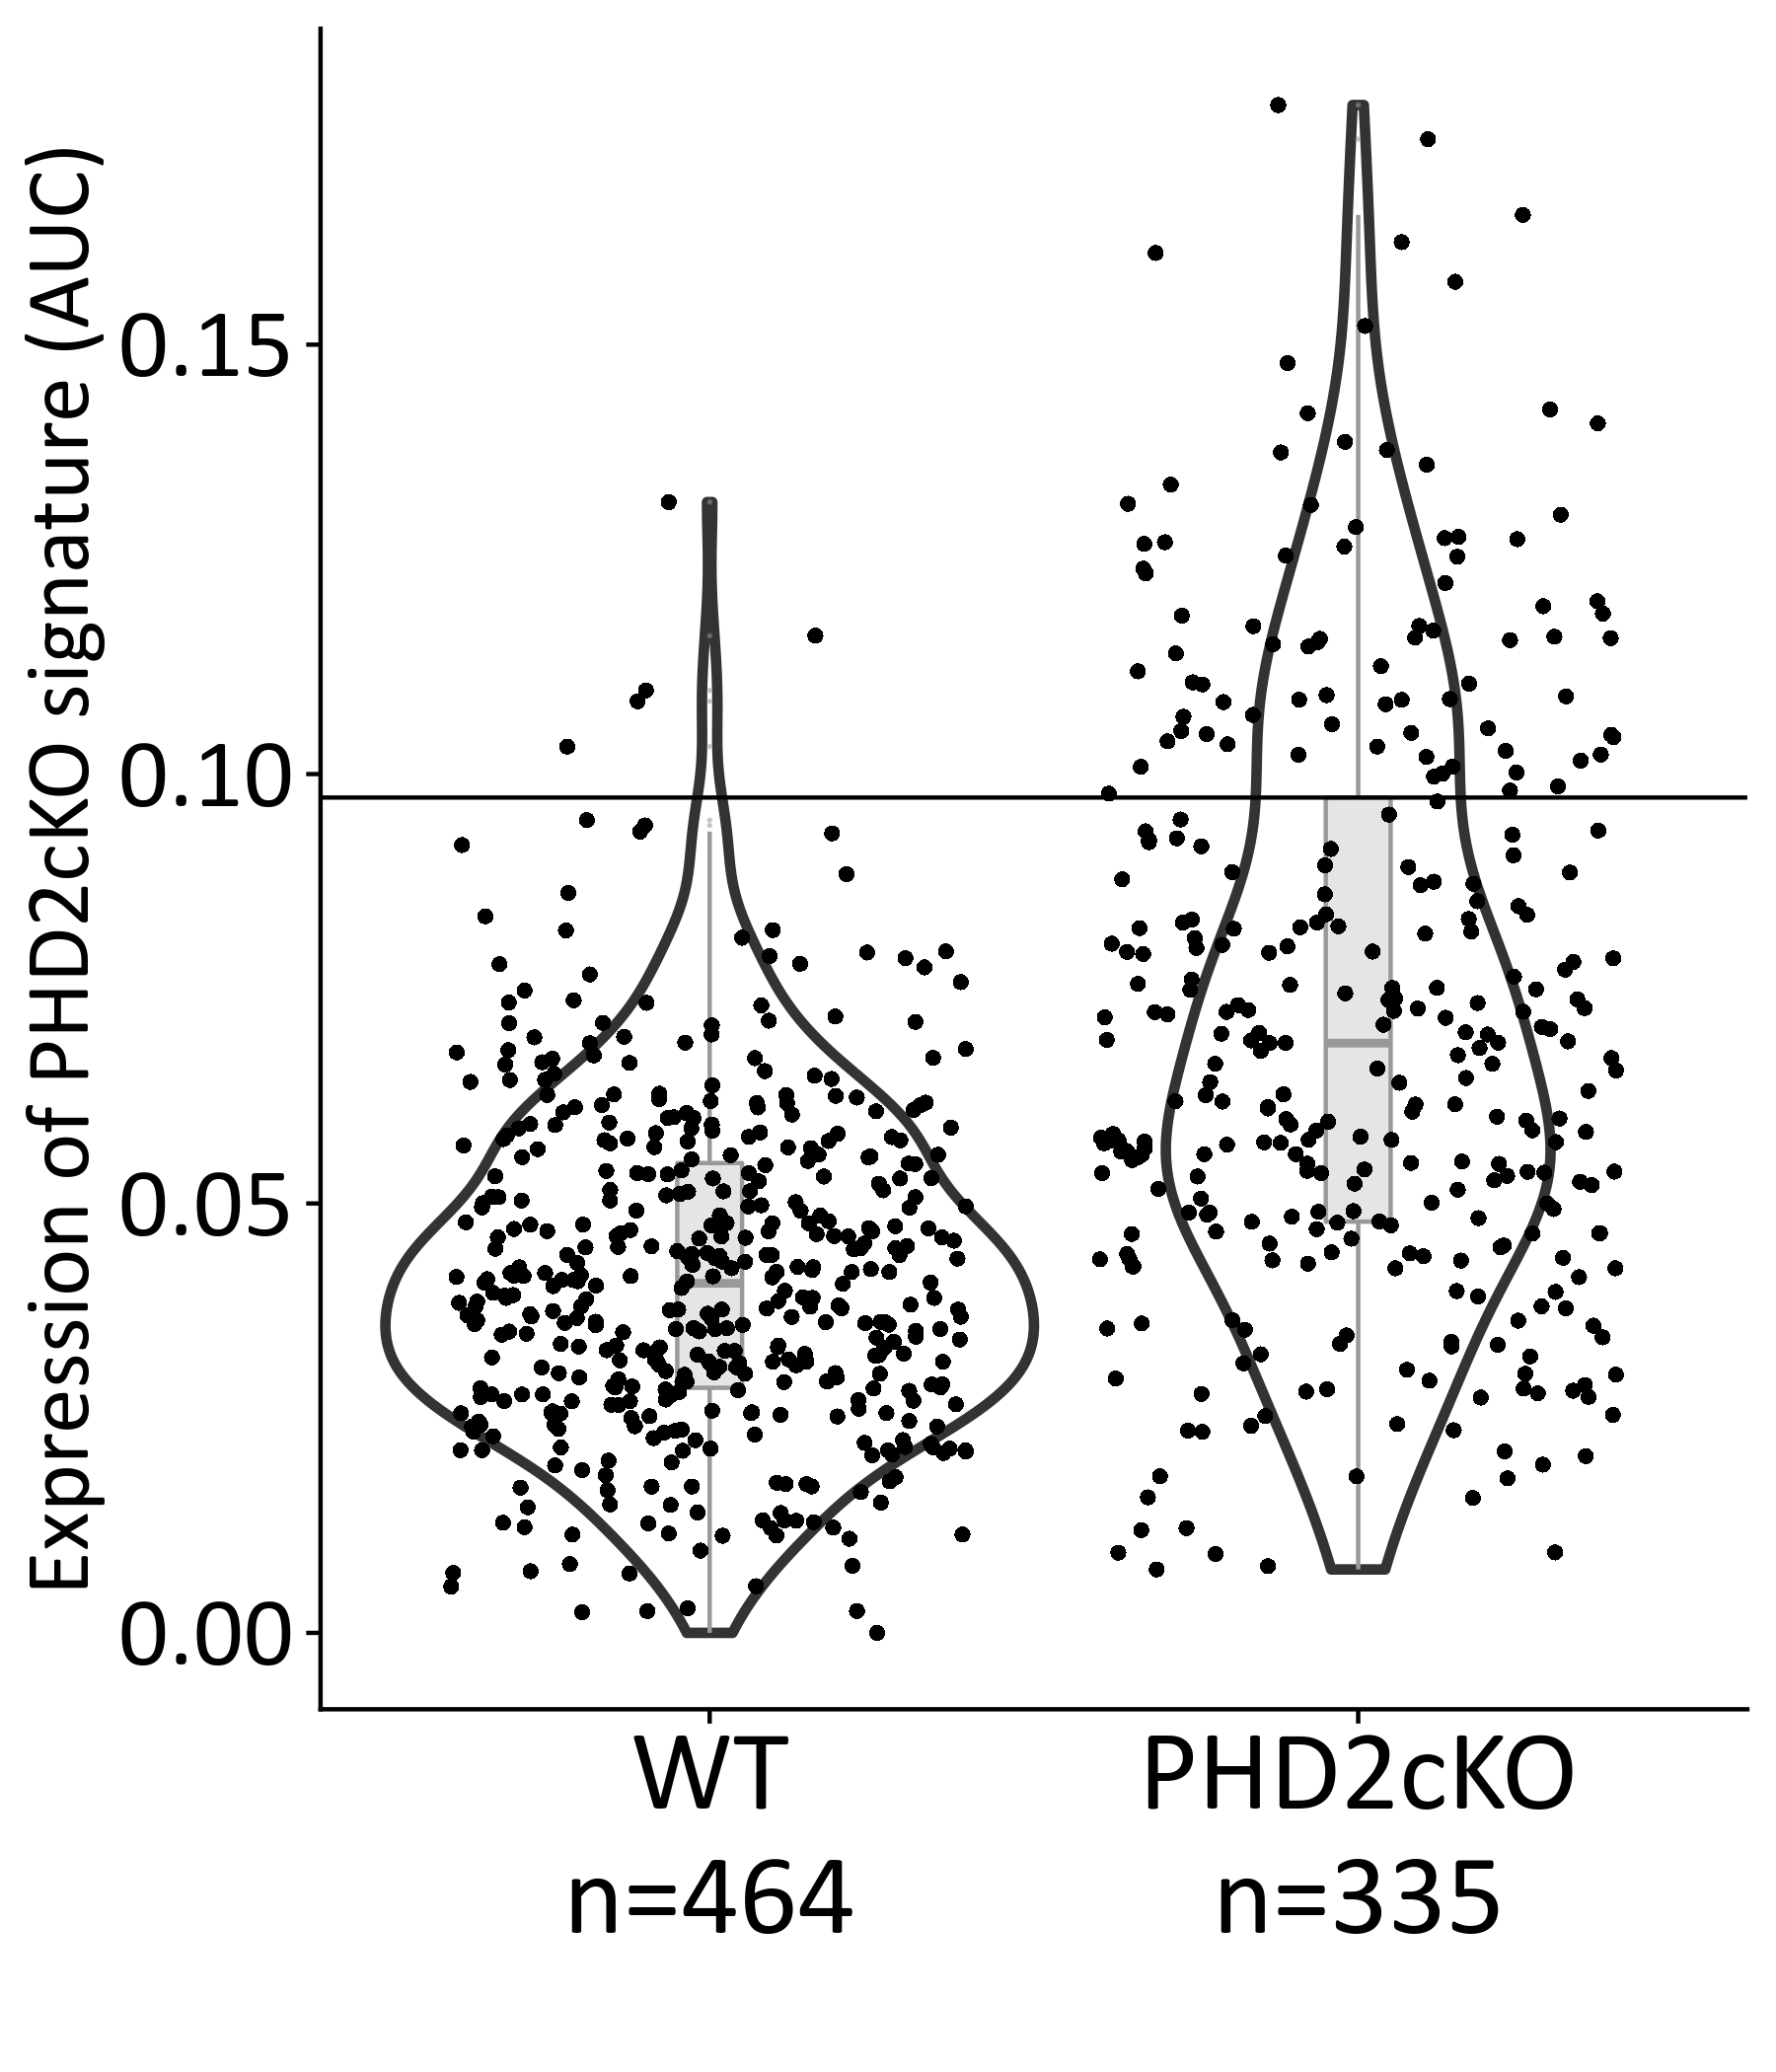 Expression of PHD2cKO signature (AUC)
0.15
0.10
0.05
0.00
WT PHD2cKO
n=464 n=335